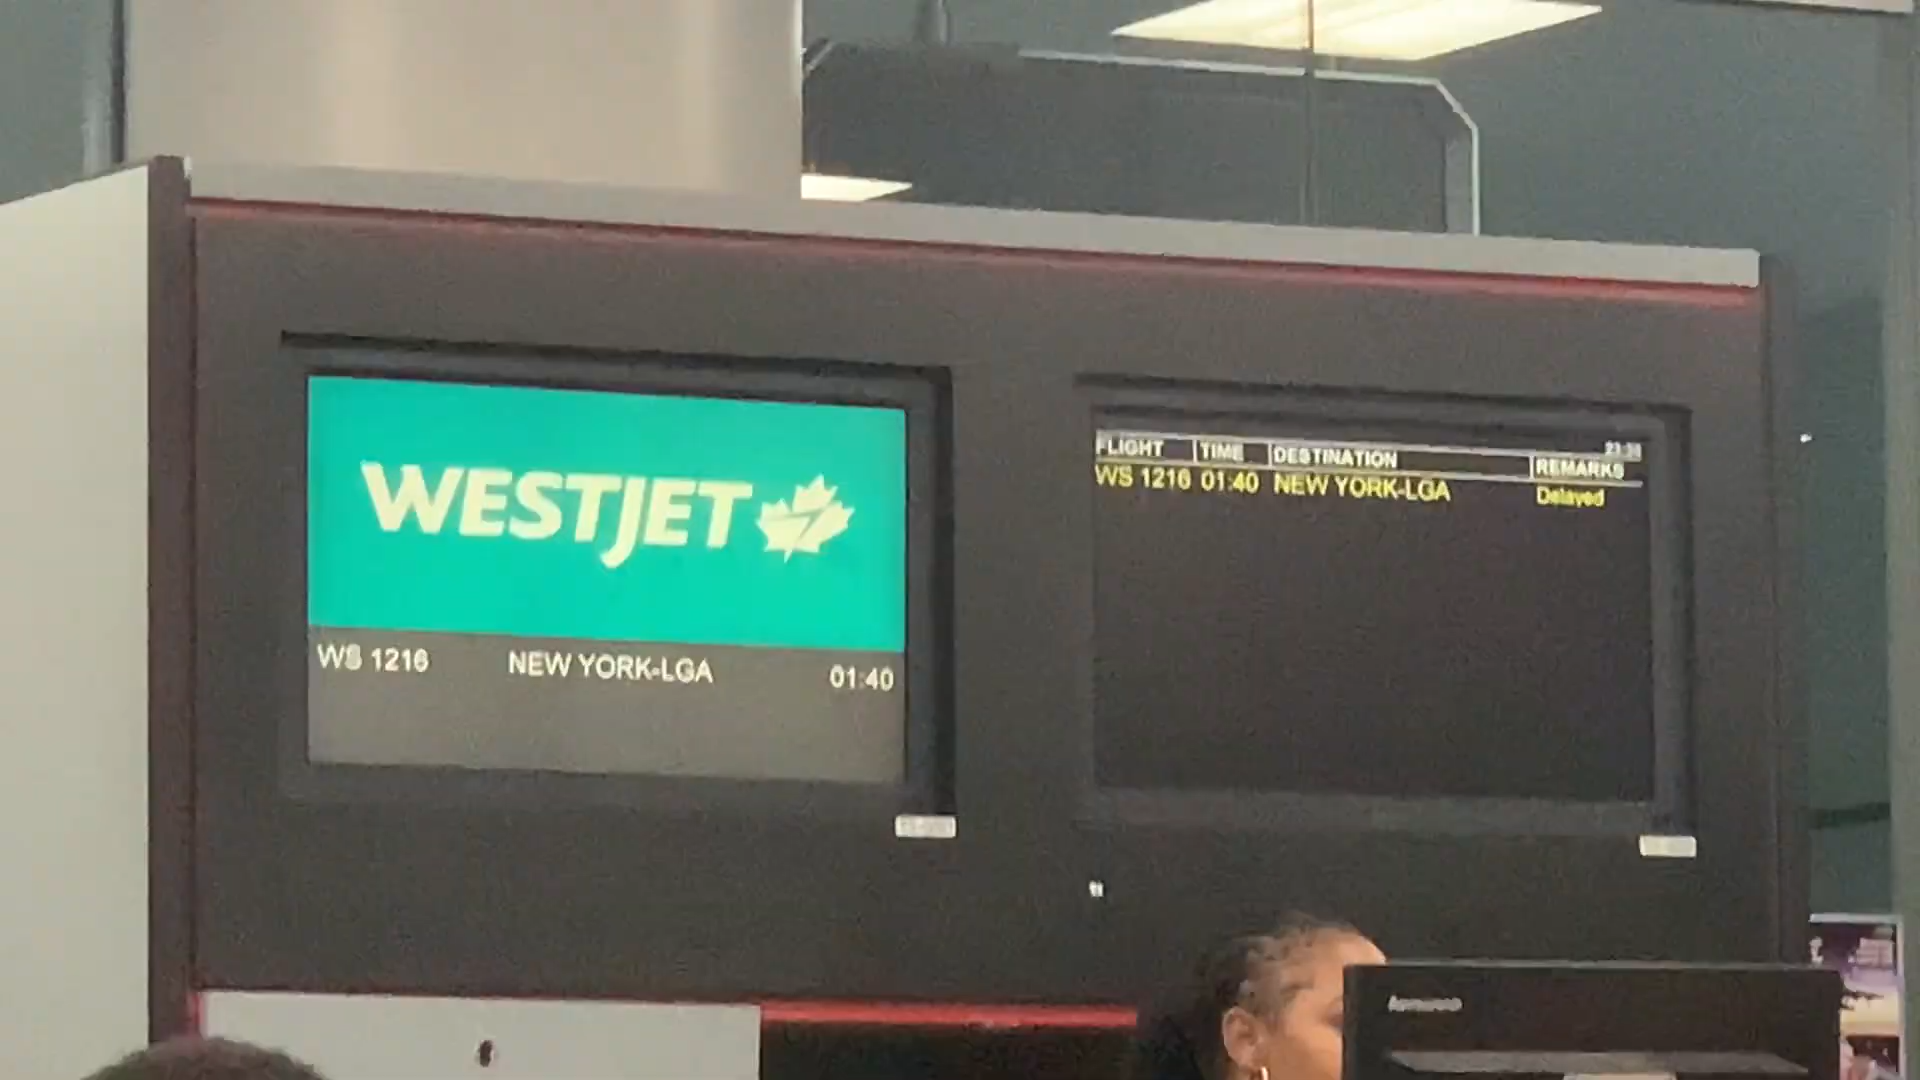 WESTJET
WS 1216 NEW YORK-LGA 01:40
FLIGHT TIME DESTINATION REMARKS
WS 1216 01:40 NEW YORK-LGA Delayed